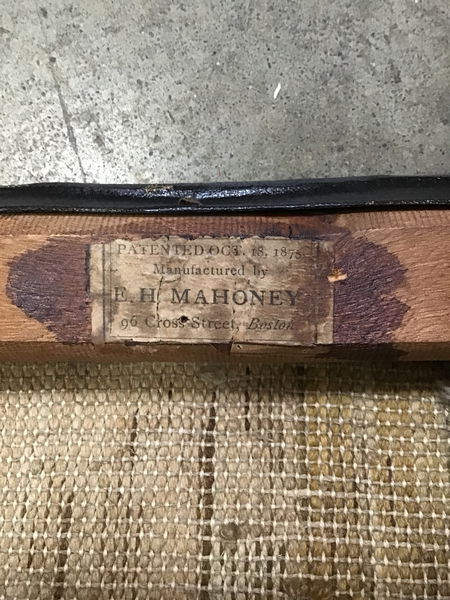 PATENTED OCT. 18, 1875
Manufactured by
E. H. MAHONEY
96 Cross Street, Boston